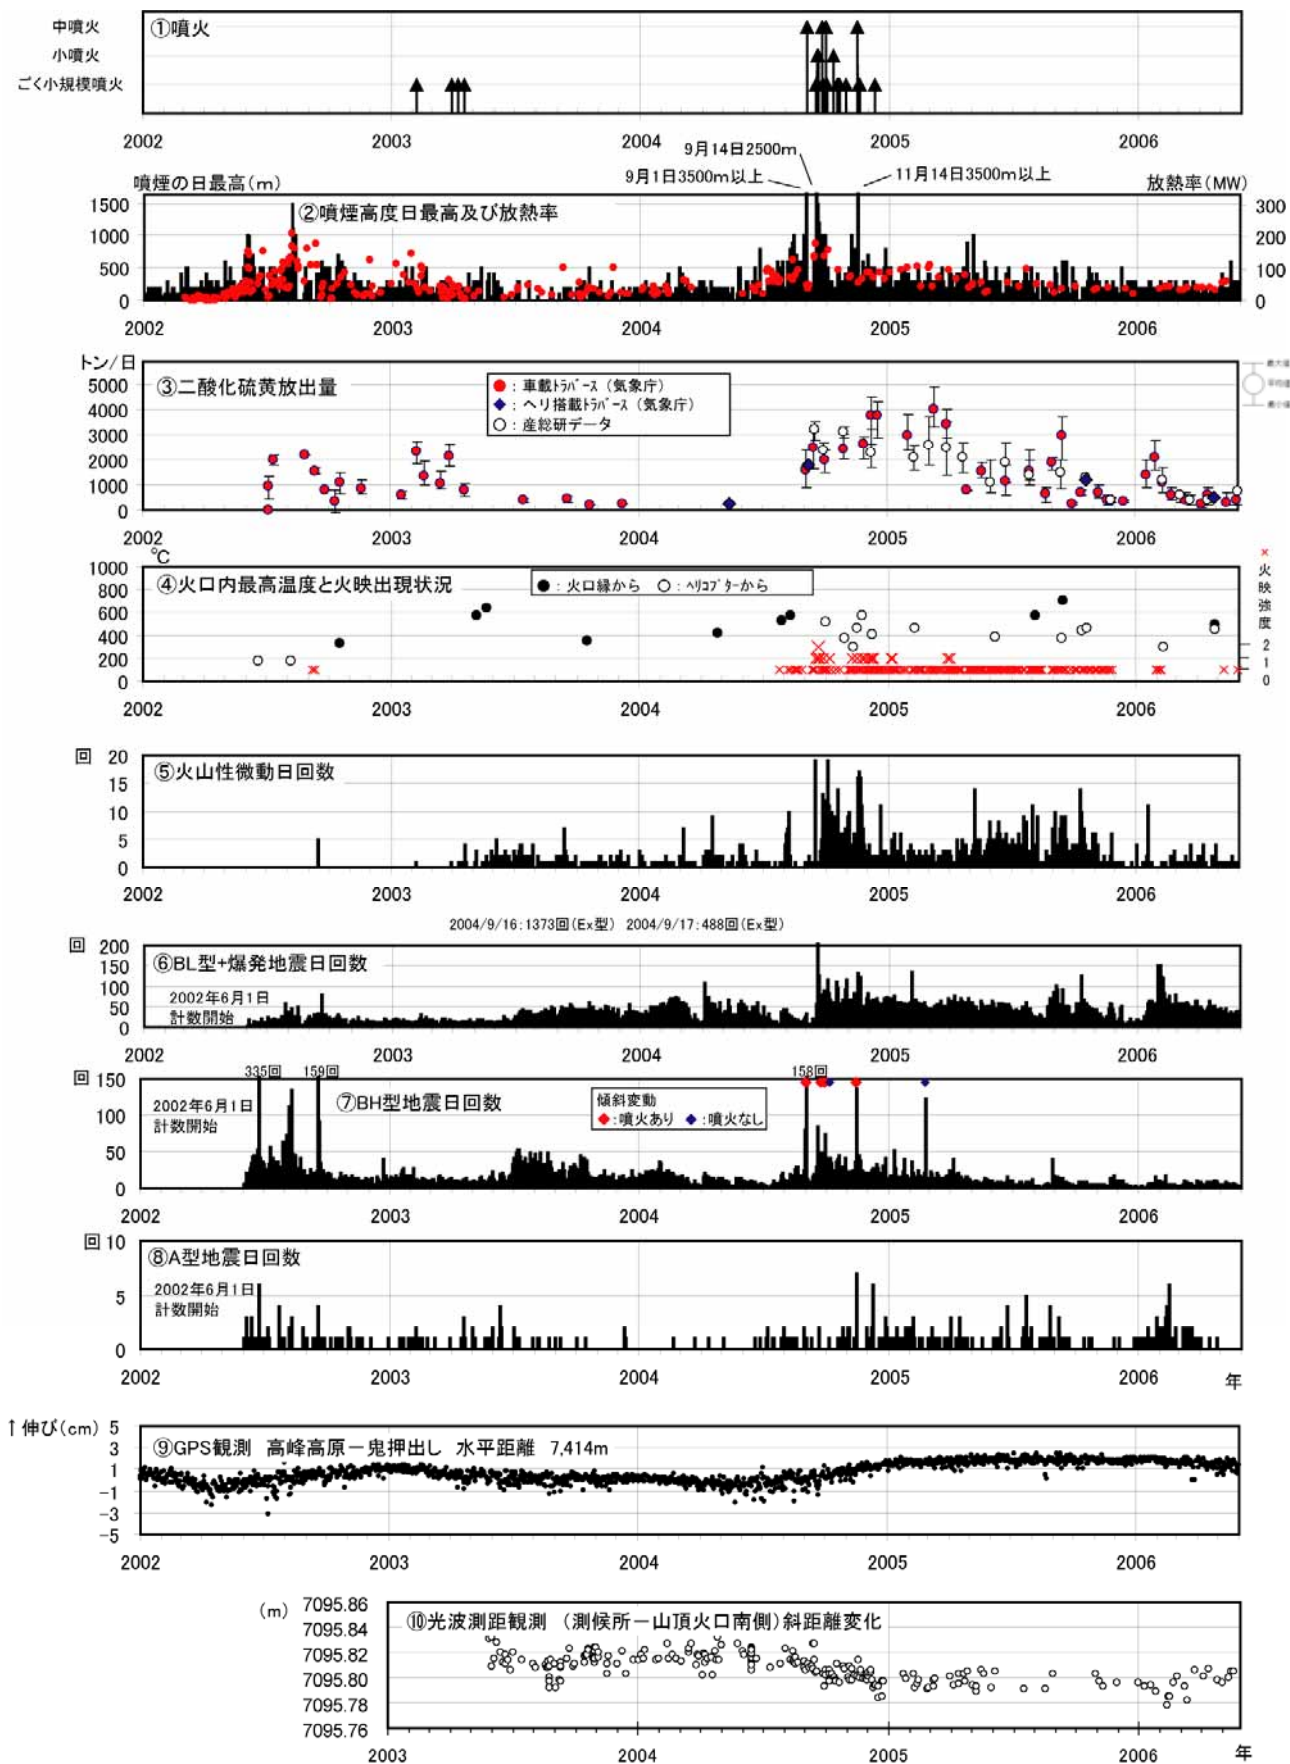 ①噴火
中噴火
小噴火
ごく小規模噴火
2002 2003 2004 2005 2006
9月14日2500m
9月1日3500m以上
11月14日3500m以上
噴煙の日最高(m)
放熱率(MW)
②噴煙高度日最高及び放熱率
1500 300
1000 200
500 100
0 0
2002 2003 2004 2005 2006
トン/日
③二酸化硫黄放出量
●：車載トラバース（気象庁）
◆：ヘリ搭載トラバース（気象庁）
○：産総研データ
最大値
平均値
最小値
5000
4000
3000
2000
1000
0
2002 2003 2004 2005 2006
℃
④火口内最高温度と火映出現状況
●：火口縁から ○：ヘリコプターから
×火映強度
1000
800
600
400
200
0
2
1
0
2002 2003 2004 2005 2006
回
⑤火山性微動日回数
20
15
10
5
0
2002 2003 2004 2005 2006
2004/9/16:1373回(Ex型) 2004/9/17:488回(Ex型)
回
⑥BL型+爆発地震日回数
2002年6月1日
計数開始
200
150
100
50
0
2002 2003 2004 2005 2006
335回 159回 158回
回
⑦BH型地震日回数
2002年6月1日
計数開始
傾斜変動
◆:噴火あり ◆:噴火なし
150
100
50
0
2002 2003 2004 2005 2006
回
⑧A型地震日回数
2002年6月1日
計数開始
10
5
0
2002 2003 2004 2005 2006 年
↑伸び(cm)
⑨GPS観測 高峰高原－鬼押出し 水平距離 7,414m
5
3
1
-1
-3
-5
2002 2003 2004 2005 2006
(m)
⑩光波測距観測 （測候所－山頂火口南側）斜距離変化
7095.86
7095.84
7095.82
7095.80
7095.78
7095.76
2003 2004 2005 2006 年